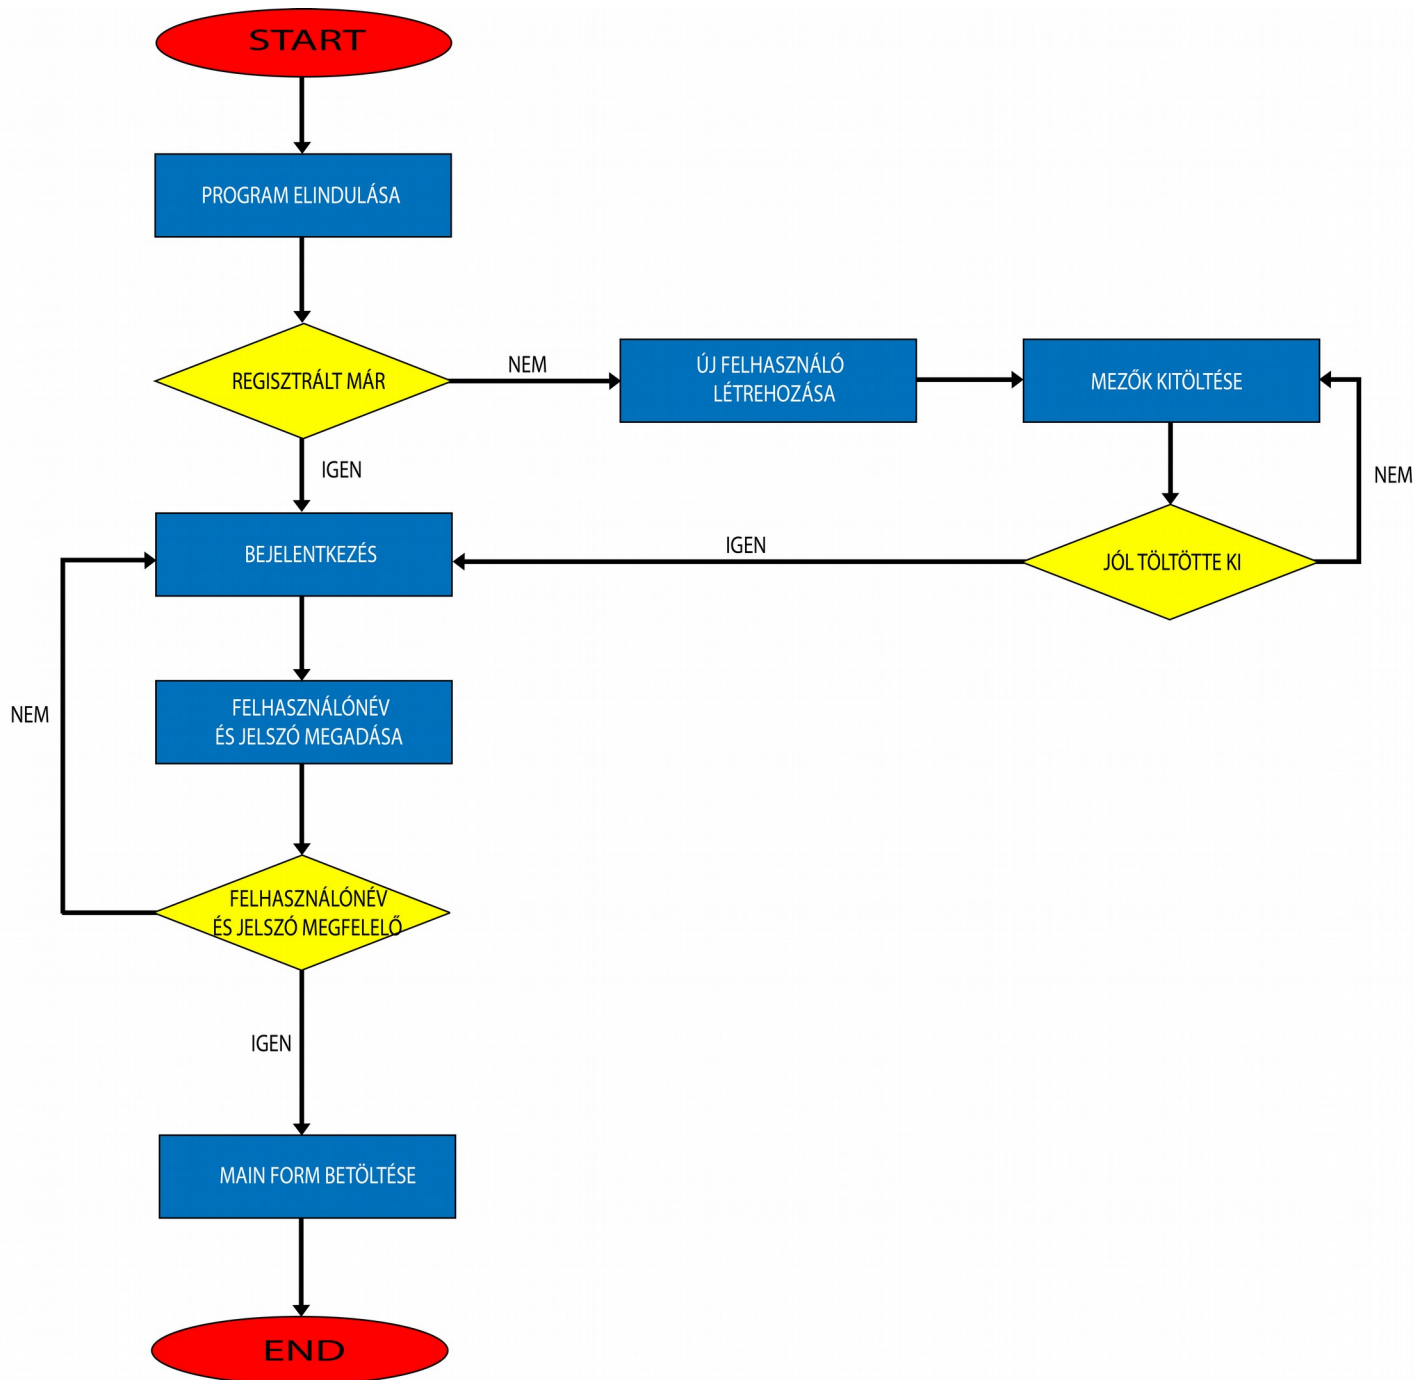 START
PROGRAM ELINDULÁSA
REGISZTRÁLT MÁR
NEM
ÚJ FELHASZNÁLÓ
LÉTREHOZÁSA
MEZŐK KITÖLTÉSE
IGEN
NEM
BEJELENTKEZÉS
IGEN
JÓL TÖLTÖTTE KI
NEM
FELHASZNÁLÓNÉV
ÉS JELSZÓ MEGADÁSA
FELHASZNÁLÓNÉV
ÉS JELSZÓ MEGFELELŐ
IGEN
MAIN FORM BETÖLTÉSE
END